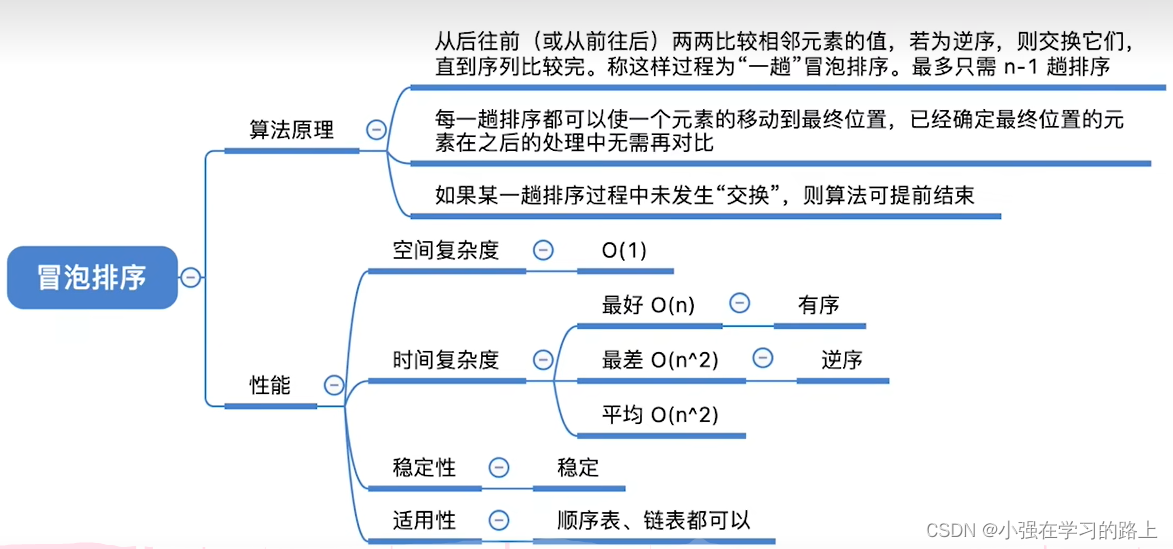 从后往前（或从前往后）两两比较相邻元素的值，若为逆序，则交换它们，
直到序列比较完。称这样过程为“一趟”冒泡排序。最多只需 n-1 趟排序
算法原理
每一趟排序都可以使一个元素的移动到最终位置，已经确定最终位置的元
素在之后的处理中无需再对比
如果某一趟排序过程中未发生“交换”，则算法可提前结束
冒泡排序
空间复杂度
O(1)
最好 O(n)
有序
时间复杂度
最差 O(n^2)
逆序
性能
平均 O(n^2)
稳定性
稳定
适用性
顺序表、链表都可以
CSDN @小强在学习的路上